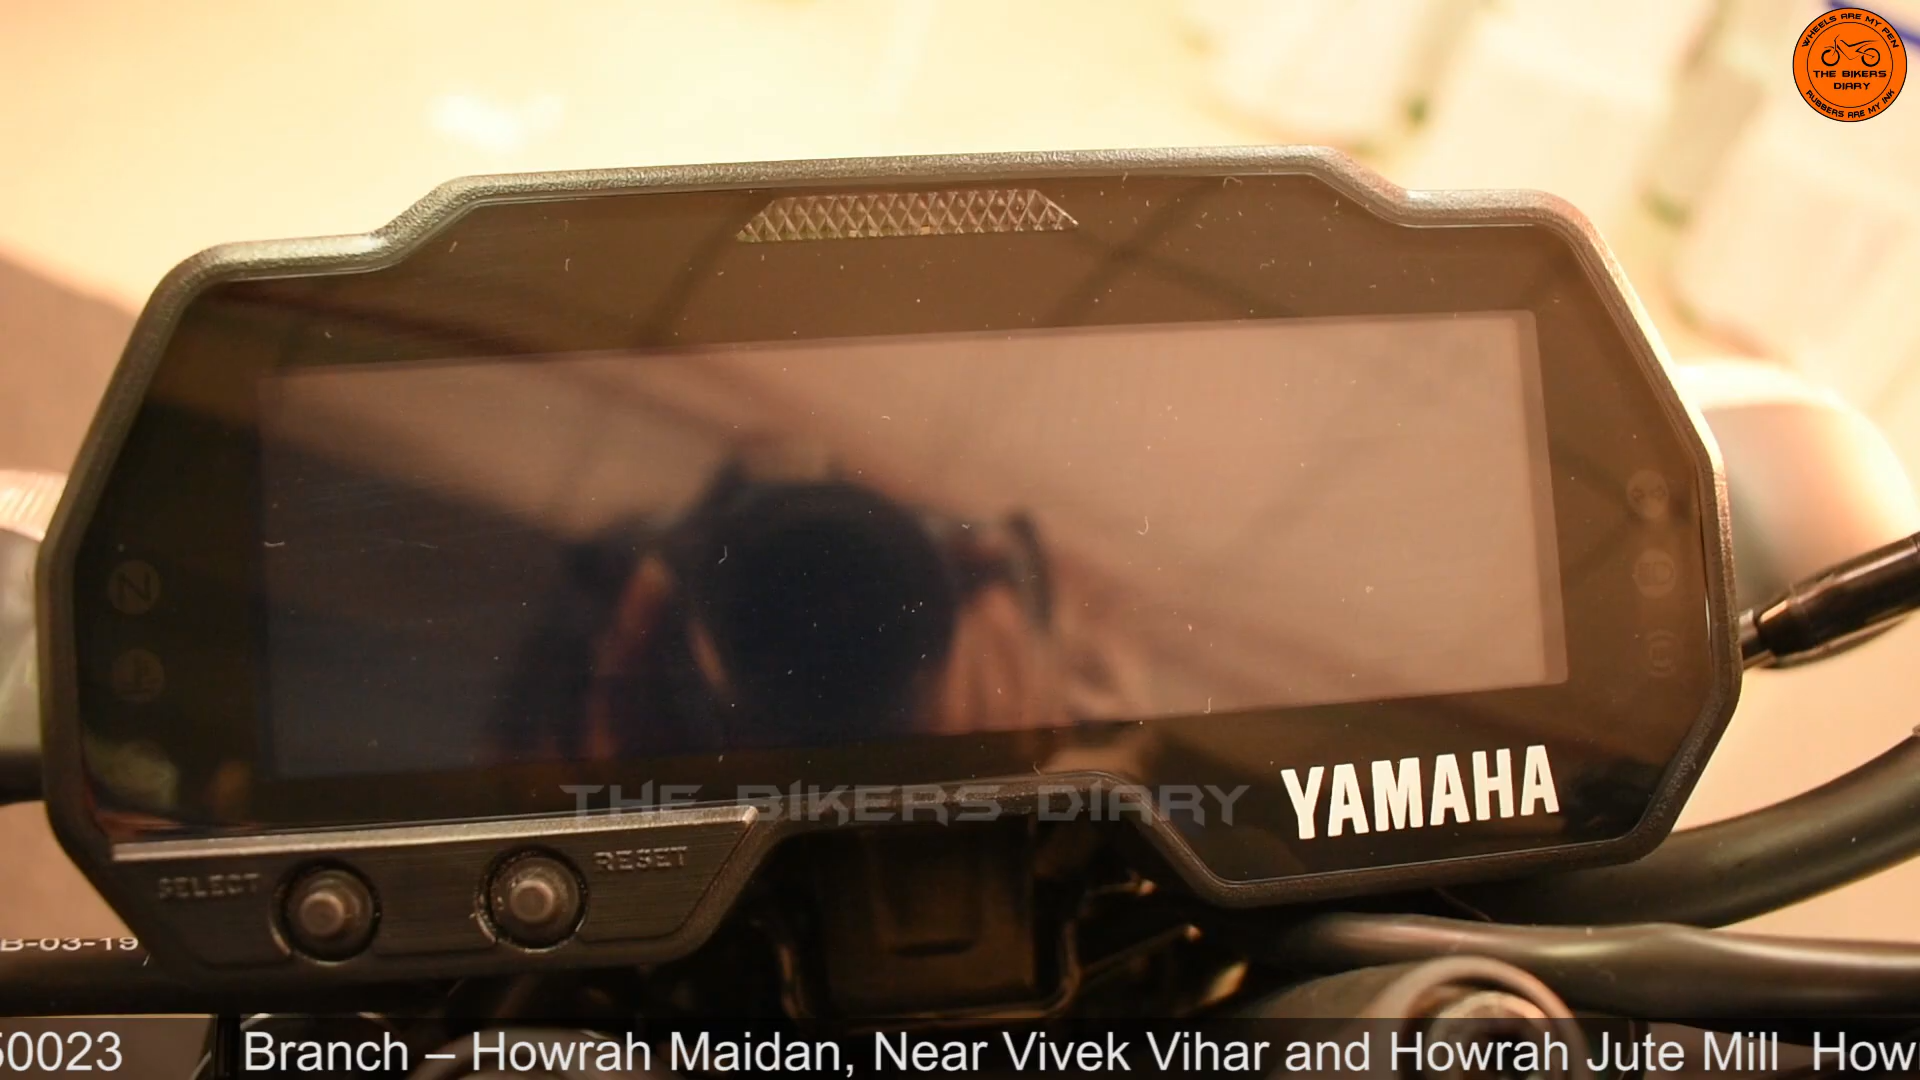 WHEELS ARE MY PEN
THE BIKERS
DIARY
RUBBERS ARE MY INK
N
THE BIKERS DIARY
YAMAHA
SELECT
RESET
B-03-19
50023 Branch – Howrah Maidan, Near Vivek Vihar and Howrah Jute Mill How